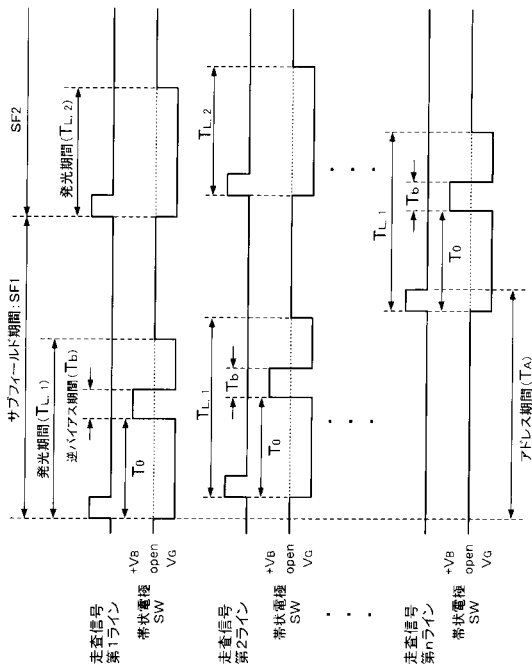 サブフィールド期間:SF1
SF2
発光期間(TL,1)
発光期間(TL,2)
逆バイアス期間(Tb)
T0
走査信号
第1ライン
帯状電極
SW
+VB
open
VG
TL,1
TL,2
Tb
T0
走査信号
第2ライン
帯状電極
SW
+VB
open
VG
TL,1
Tb
T0
走査信号
第nライン
帯状電極
SW
+VB
open
VG
アドレス期間(TA)